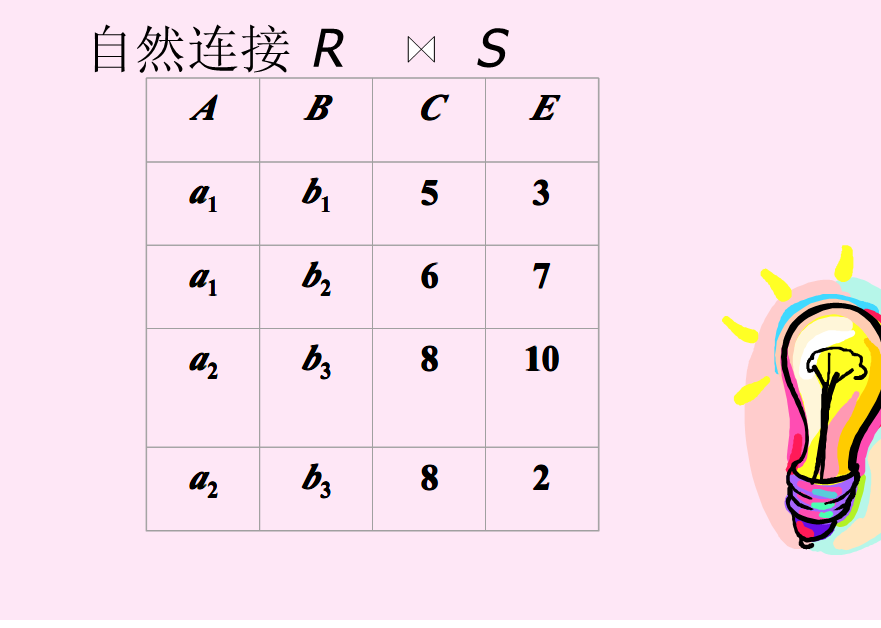 自然连接 R ⋈ S
A B C E
a₁ b₁ 5 3
a₁ b₂ 6 7
a₂ b₃ 8 10
a₂ b₃ 8 2